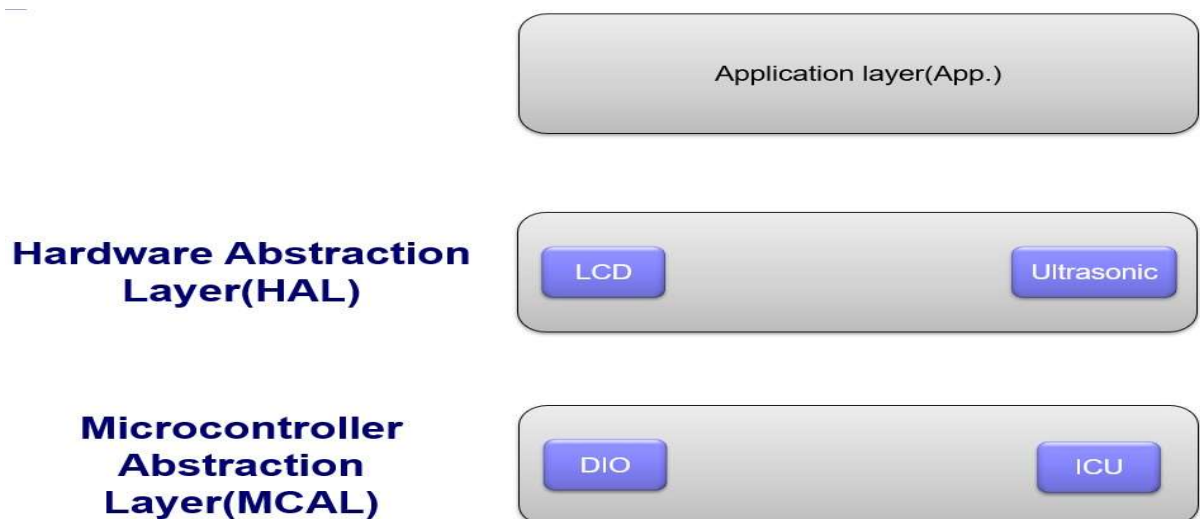 Application layer(App.)
Hardware Abstraction
Layer(HAL)
LCD
Ultrasonic
Microcontroller
Abstraction
Layer(MCAL)
DIO
ICU